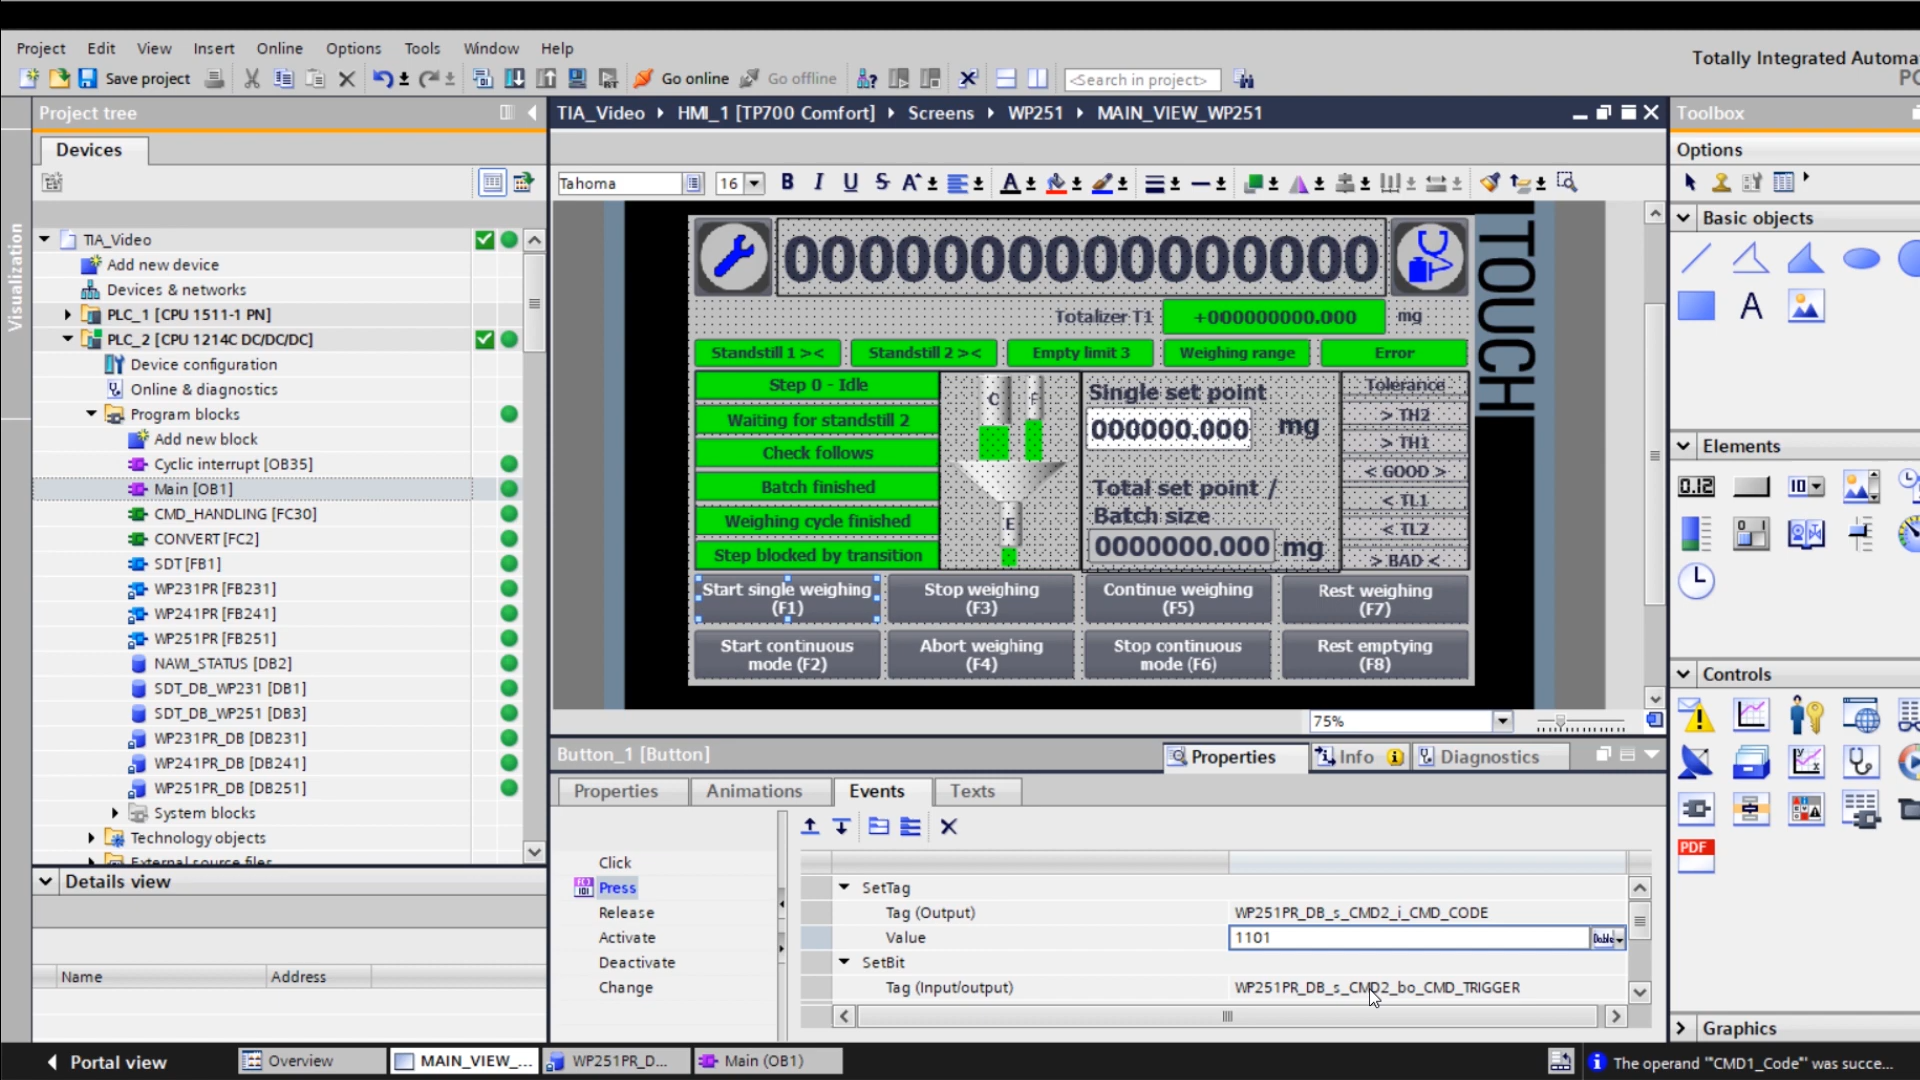 Project Edit View Insert Online Options Tools Window Help
Totally Integrated Automa
Save project Go online Go offline <Search in project>
Project tree
TIA_Video HMI_1 [TP700 Comfort] Screens WP251 MAIN_VIEW_WP251
Toolbox
Devices
Options
Tahoma 16 B I U S A A
Visualization
TIA_Video
Add new device
Devices & networks
PLC_1 [CPU 1511-1 PN]
PLC_2 [CPU 1214C DC/DC/DC]
Device configuration
Online & diagnostics
Program blocks
Add new block
Cyclic interrupt [OB35]
Main [OB1]
CMD_HANDLING [FC30]
CONVERT [FC2]
SDT [FB1]
WP231PR [FB231]
WP241PR [FB241]
WP251PR [FB251]
NAWI_STATUS [DB2]
SDT_DB_WP231 [DB1]
SDT_DB_WP251 [DB3]
WP231PR_DB [DB231]
WP241PR_DB [DB241]
WP251PR_DB [DB251]
System blocks
Technology objects
External source files
Details view
Name Address
0000000000000000
TOUCH
Totalizer T1 +000000000.000 mg
Standstill 1 >< Standstill 2 >< Empty limit 3 Weighing range Error
Step 0 - Idle
Waiting for standstill 2
Check follows
Batch finished
Weighing cycle finished
Step blocked by transition
C F
E
Single set point
000000.000 mg
Total set point /
Batch size
0000000.000 mg
Tolerance
> TH2
> TH1
< GOOD >
< TL1
< TL2
> BAD <
Start single weighing
(F1)
Stop weighing
(F3)
Continue weighing
(F5)
Rest weighing
(F7)
Start continuous
mode (F2)
Abort weighing
(F4)
Stop continuous
mode (F6)
Rest emptying
(F8)
75%
Button_1 [Button]
Properties Info Diagnostics
Properties Animations Events Texts
Click
Press
Release
Activate
Deactivate
Change
SetTag
Tag (Output) WP251PR_DB_s_CMD2_i_CMD_CODE
Value 1101
SetBit
Tag (Input/output) WP251PR_DB_s_CMD2_bo_CMD_TRIGGER
Basic objects
A
Elements
0.12
10
Controls
PDF
Graphics
Portal view Overview MAIN_VIEW_... WP251PR_D... Main (OB1)
The operand "'CMD1_Code'" was succe...